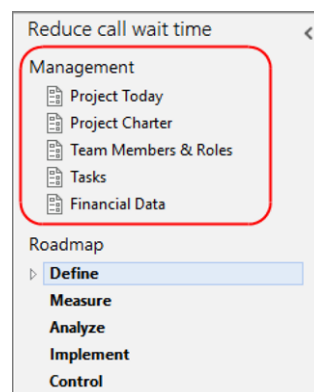 Reduce call wait time
Management
Project Today
Project Charter
Team Members & Roles
Tasks
Financial Data
Roadmap
Define
Measure
Analyze
Implement
Control